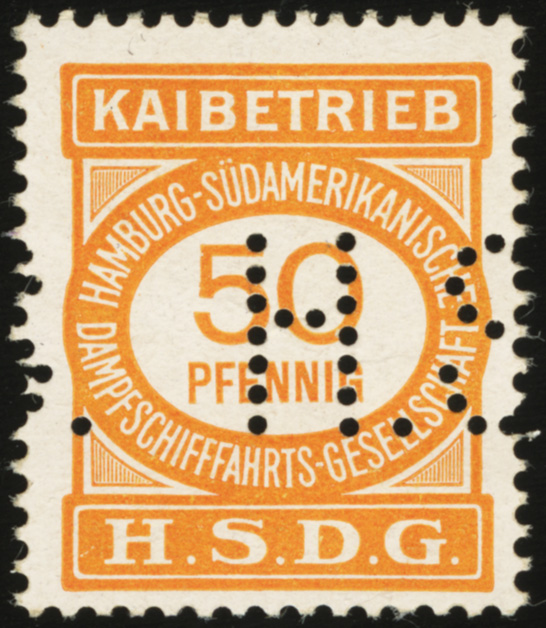 KAIBETRIEB
HAMBURG-SÜDAMERIKANISCHE
50
PFENNIG
DAMPFSCHIFFFAHRTS-GESELLSCHAFT
H.S.D.G.